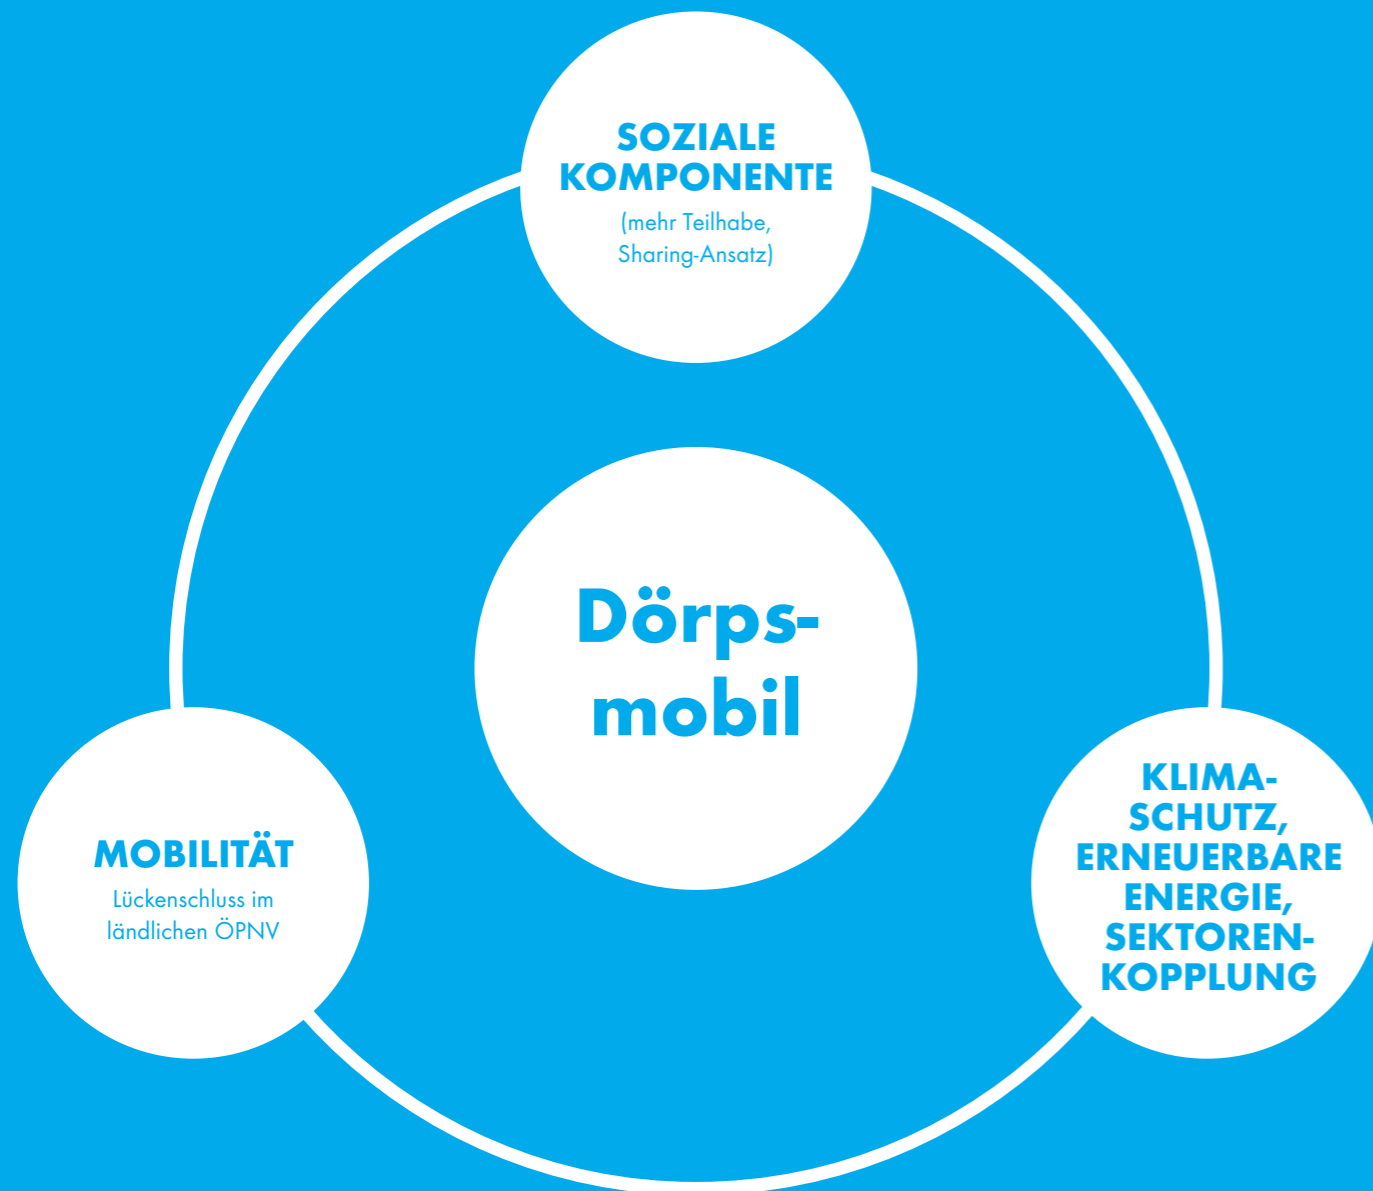 SOZIALE
KOMPONENTE
(mehr Teilhabe,
Sharing-Ansatz)
Dörps-
mobil
MOBILITÄT
Lückenschluss im
ländlichen ÖPNV
KLIMA-
SCHUTZ,
ERNEUERBARE
ENERGIE,
SEKTOREN-
KOPPLUNG